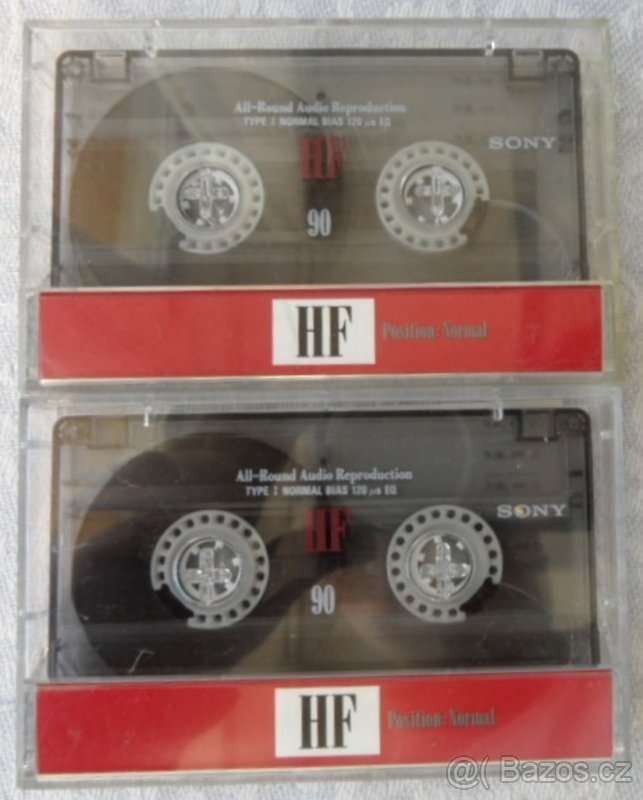 All-Round Audio Reproduction
TYPE I NORMAL BIAS 120 μs EQ
SONY
HF
90
HF Position: Normal
All-Round Audio Reproduction
TYPE I NORMAL BIAS 120 μs EQ
SONY
HF
90
HF Position: Normal
@( Bazos.cz